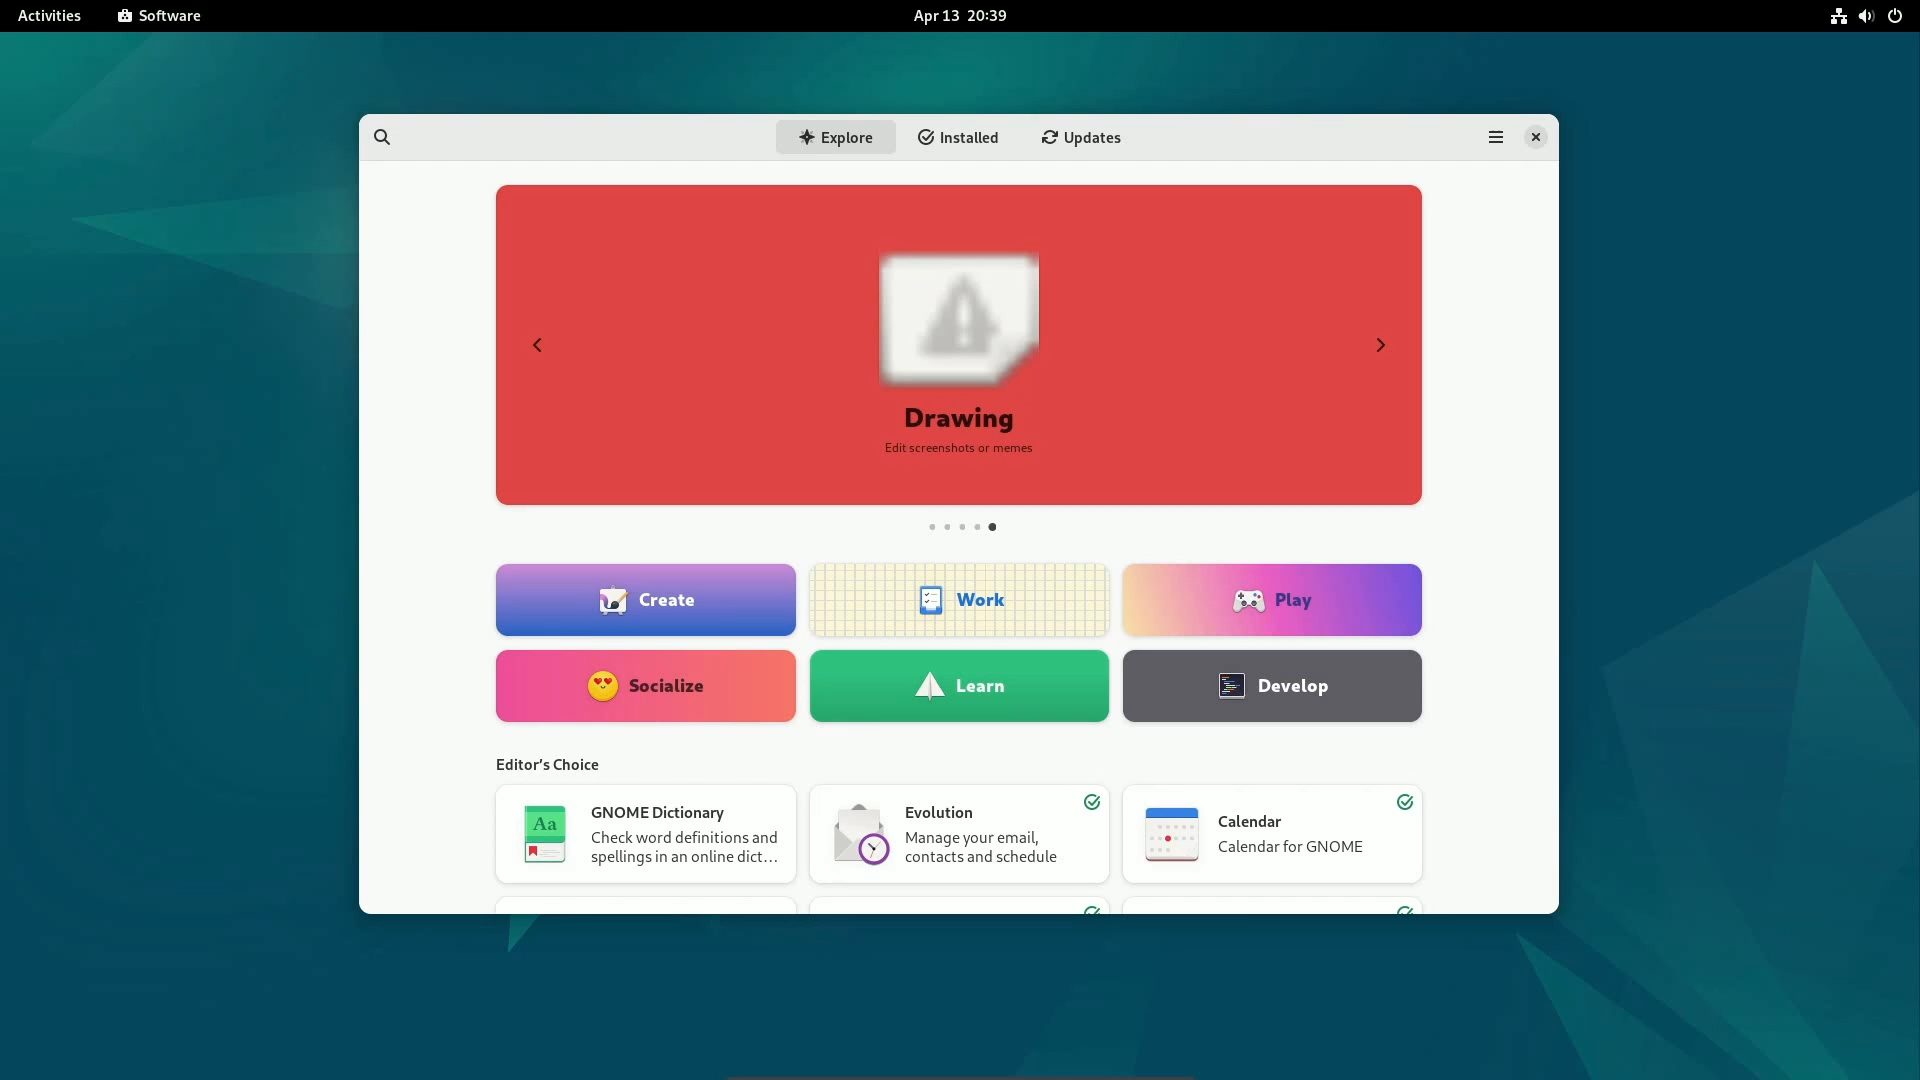 Activities
Software
Apr 13 20:39
Explore
Installed
Updates
Drawing
Edit screenshots or memes
Create
Work
Play
Socialize
Learn
Develop
Editor’s Choice
Aa
GNOME Dictionary
Check word definitions and
spellings in an online dict…
Evolution
Manage your email,
contacts and schedule
Calendar
Calendar for GNOME